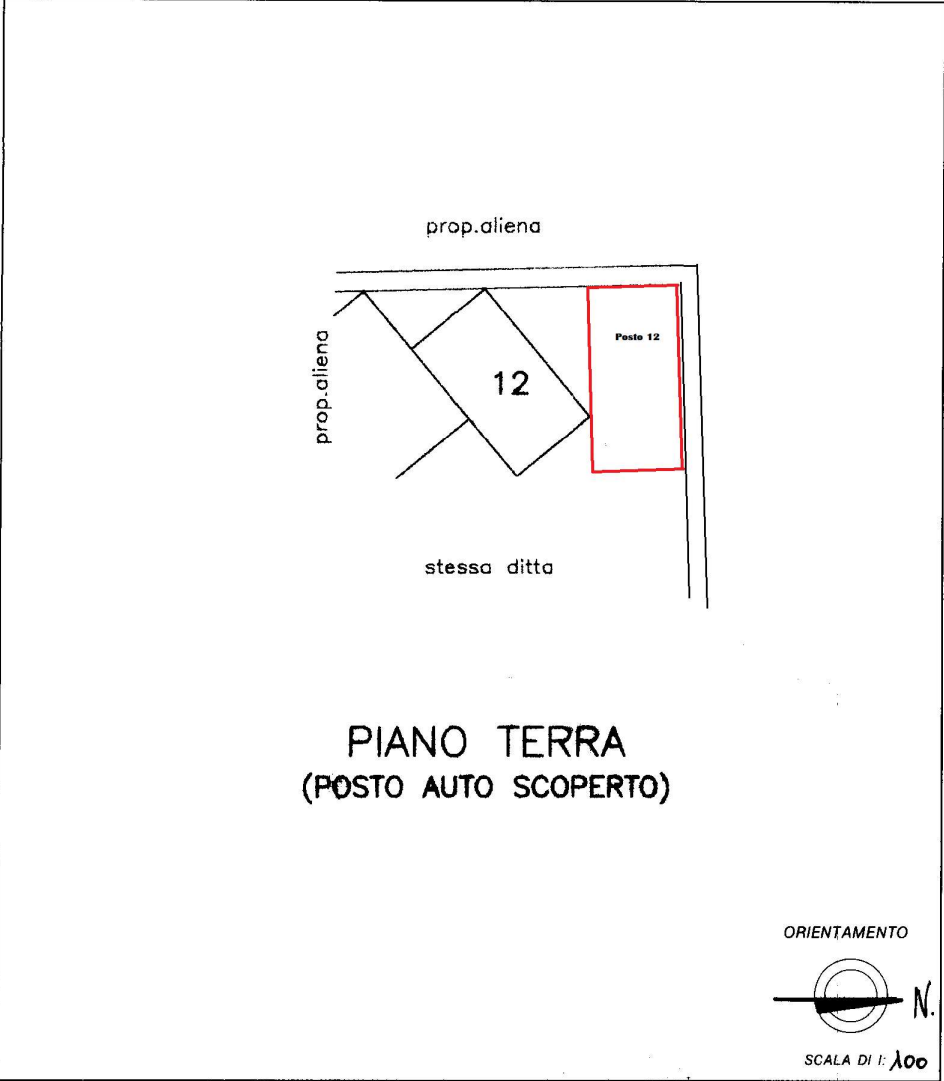 prop.aliena
prop.aliena
Posto 12
12
stessa ditta
PIANO TERRA
(POSTO AUTO SCOPERTO)
ORIENTAMENTO
N.
SCALA DI 1: 100